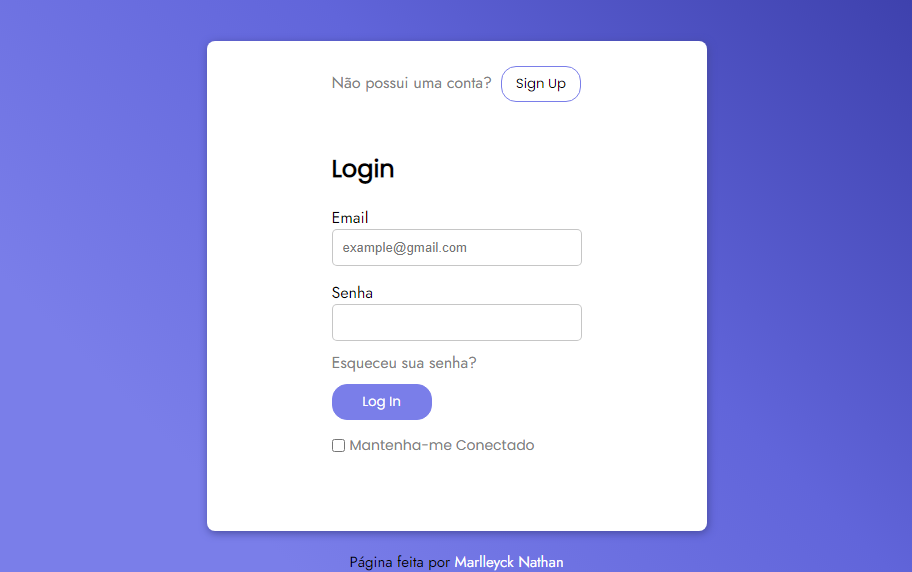 Não possui uma conta? Sign Up
Login
Email
example@gmail.com
Senha
Esqueceu sua senha?
Log In
Mantenha-me Conectado
Página feita por Marlleyck Nathan